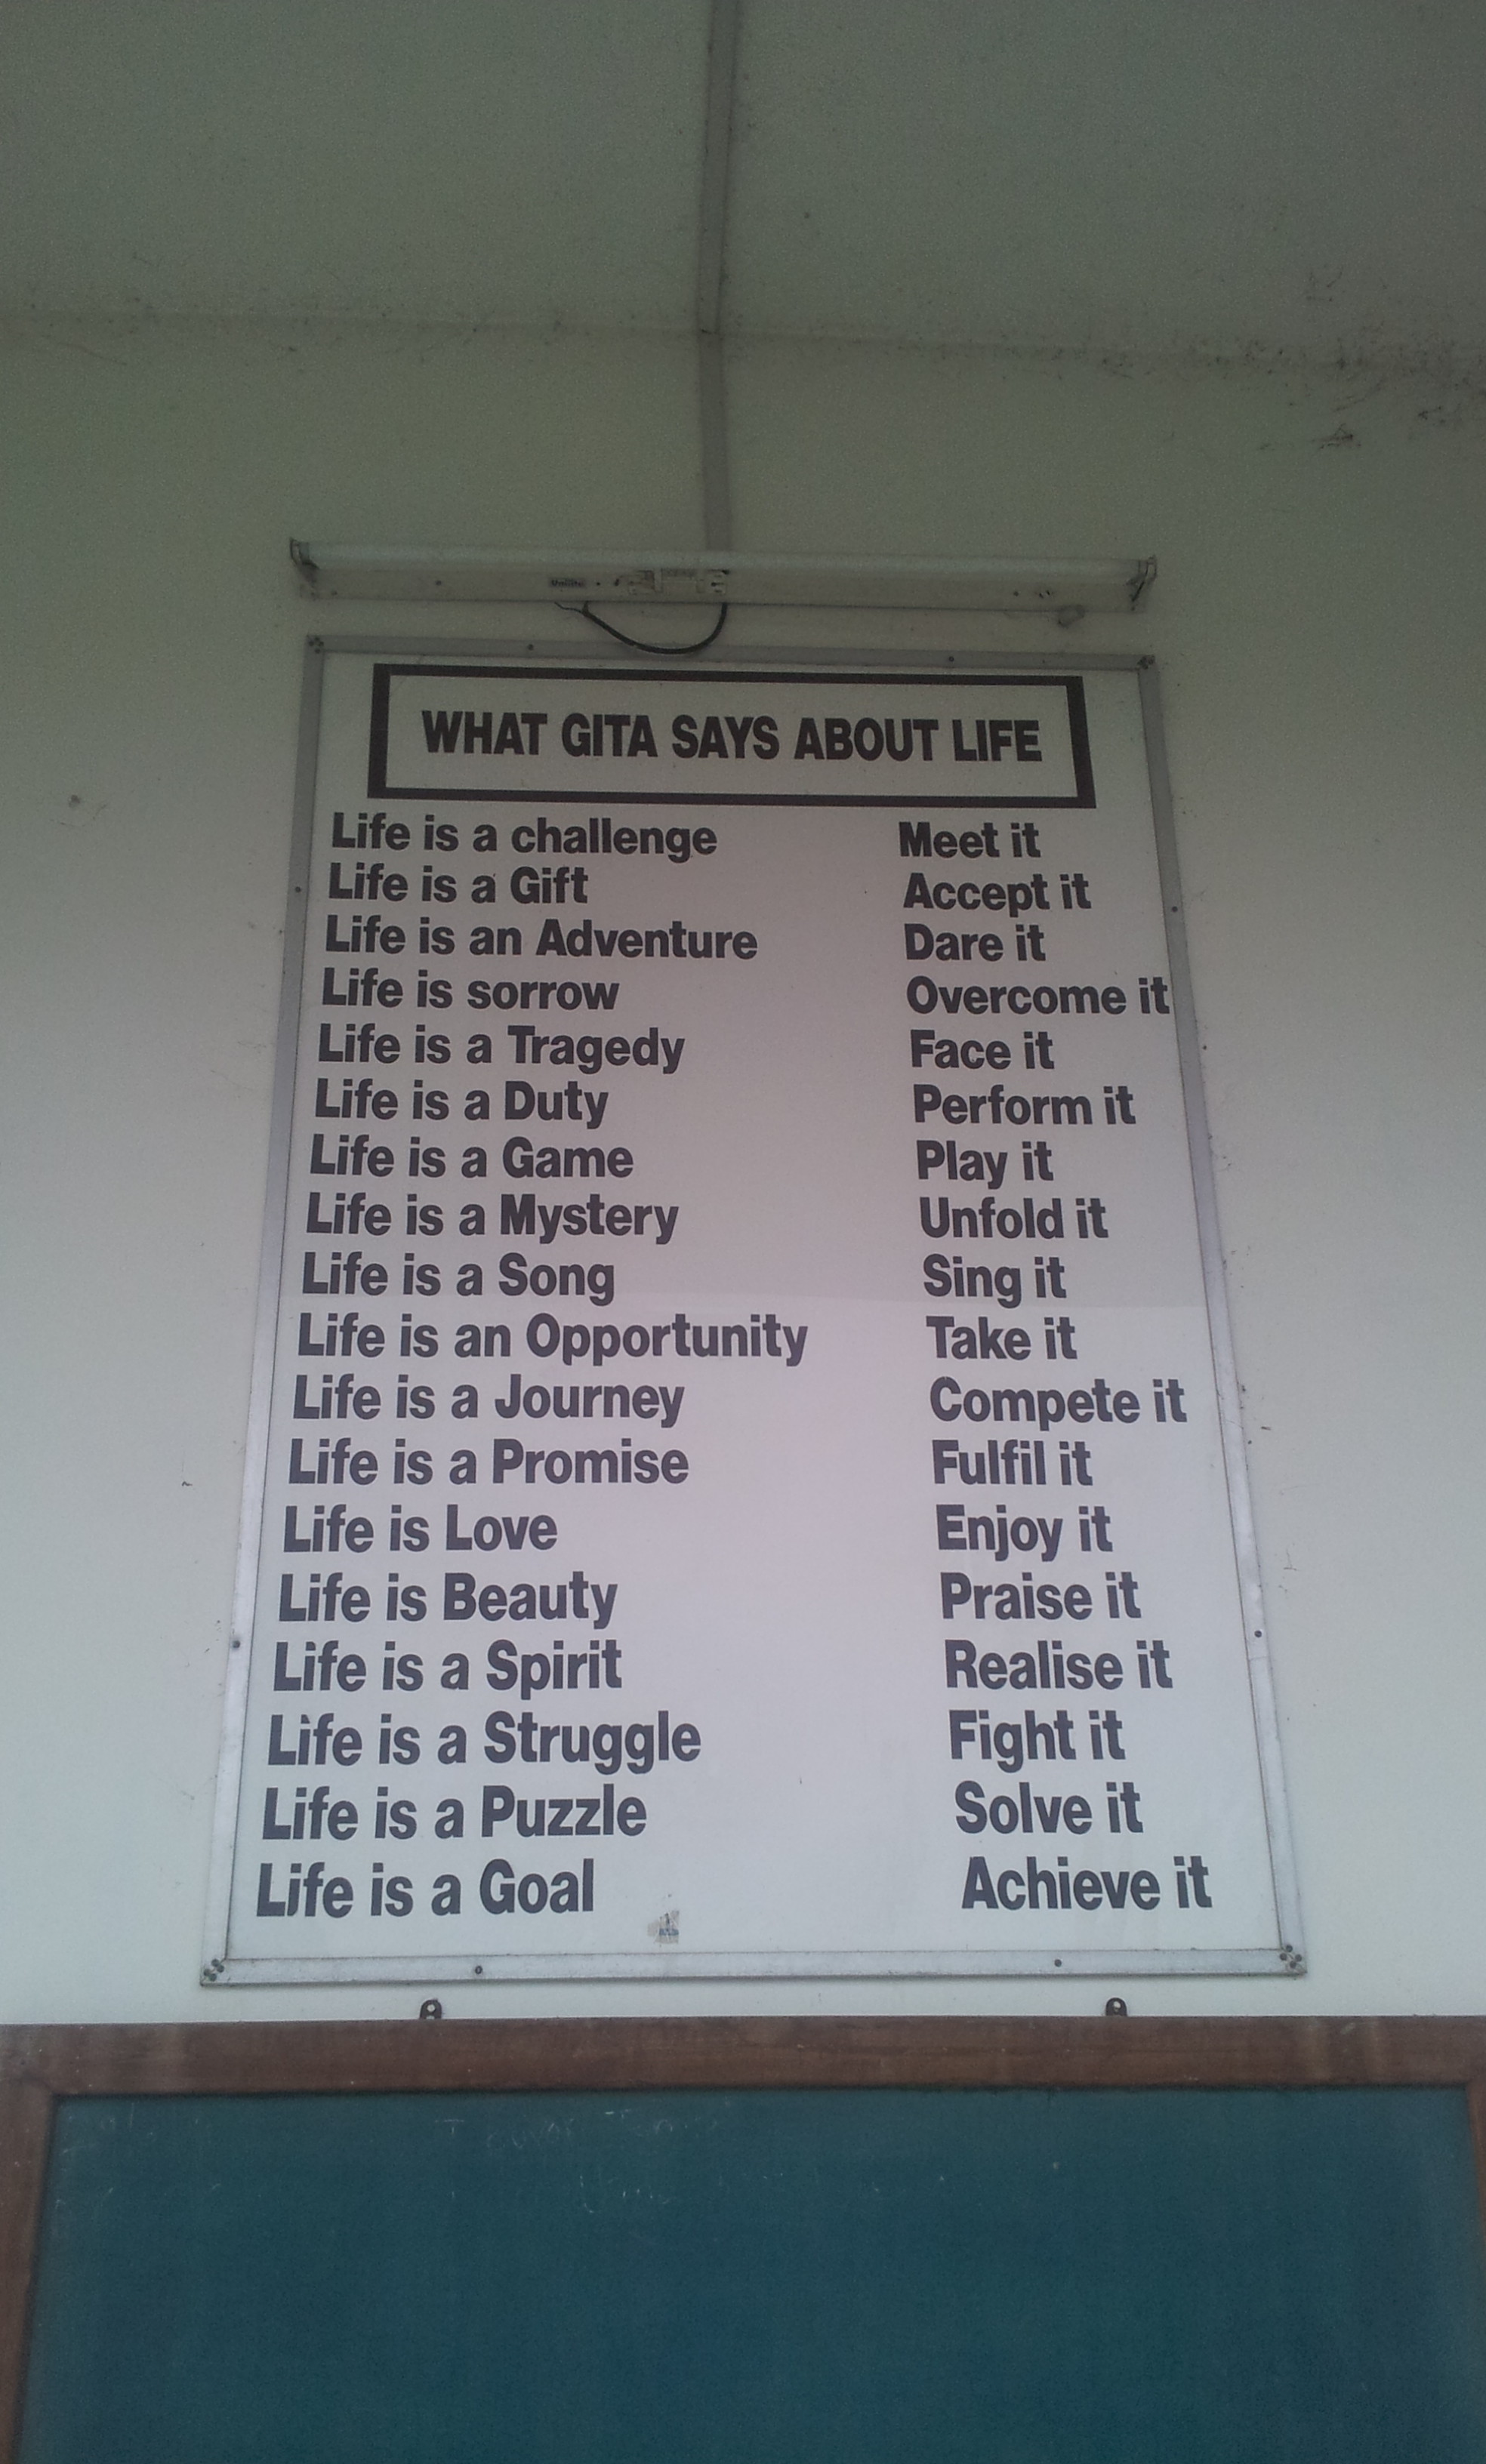 WHAT GITA SAYS ABOUT LIFE
Life is a challenge Meet it
Life is a Gift Accept it
Life is an Adventure Dare it
Life is sorrow Overcome it
Life is a Tragedy Face it
Life is a Duty Perform it
Life is a Game Play it
Life is a Mystery Unfold it
Life is a Song Sing it
Life is an Opportunity Take it
Life is a Journey Compete it
Life is a Promise Fulfil it
Life is Love Enjoy it
Life is Beauty Praise it
Life is a Spirit Realise it
Life is a Struggle Fight it
Life is a Puzzle Solve it
Life is a Goal Achieve it